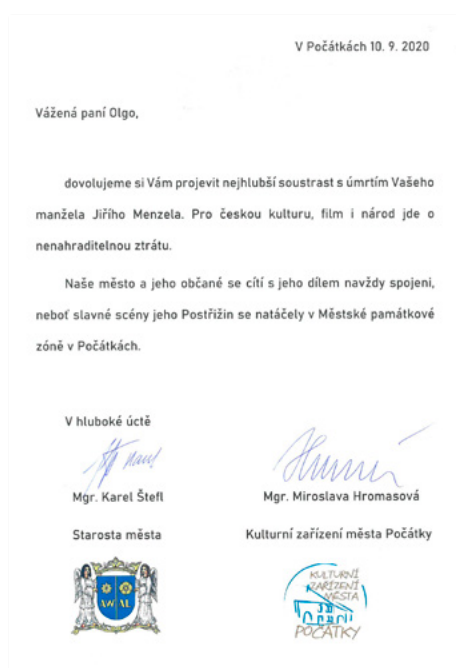 V Počátkách 10. 9. 2020
Vážená paní Olgo,
dovolujeme si Vám projevit nejhlubší soustrast s úmrtím Vašeho
manžela Jiřího Menzela. Pro českou kulturu, film i národ jde o
nenahraditelnou ztrátu.
Naše město a jeho občané se cítí s jeho dílem navždy spojeni,
neboť slavné scény jeho Postřižin se natáčely v Městské památkové
zóně v Počátkách.
V hluboké úctě
Mgr. Karel Štefl
Mgr. Miroslava Hromasová
Starosta města
Kulturní zařízení města Počátky
KULTURNÍ
ZAŘÍZENÍ
MĚSTA
POČÁTKY